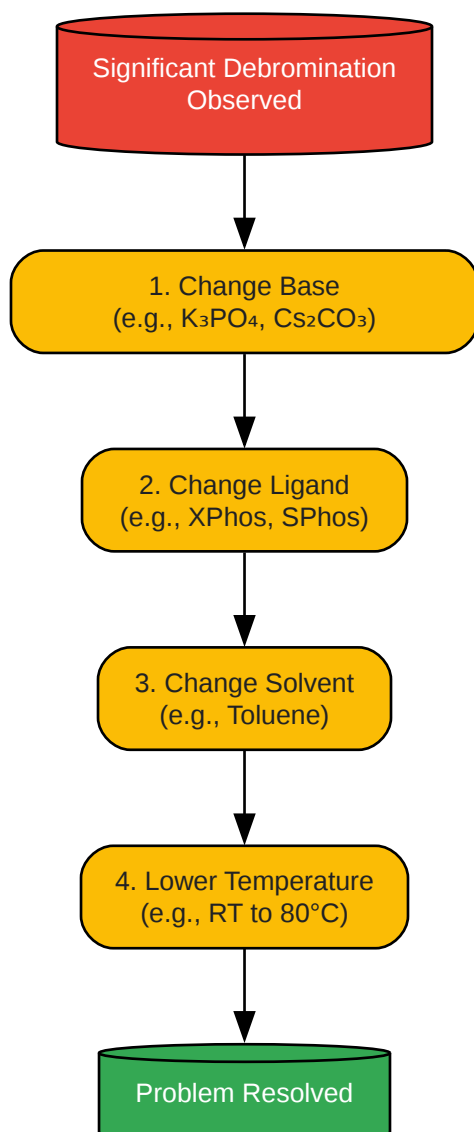 Significant Debromination
Observed
1. Change Base
(e.g., K₃PO₄, Cs₂CO₃)
2. Change Ligand
(e.g., XPhos, SPhos)
3. Change Solvent
(e.g., Toluene)
4. Lower Temperature
(e.g., RT to 80°C)
Problem Resolved